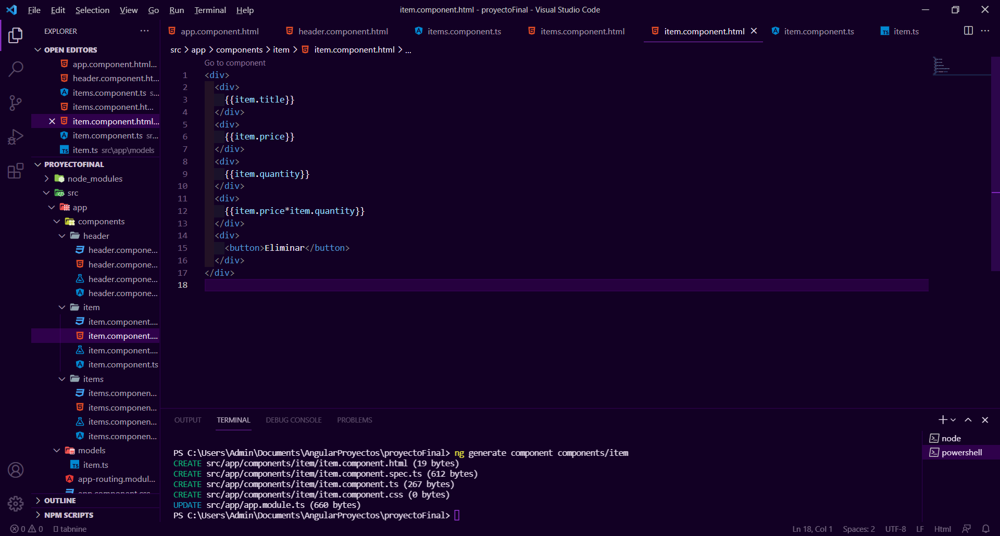 File Edit Selection View Go Run Terminal Help
item.component.html - proyectoFinal - Visual Studio Code
EXPLORER
OPEN EDITORS
app.component.html...
header.component.ht...
items.component.ts s...
items.component.ht...
item.component.html...
item.component.ts sr...
item.ts src\app\models
PROYECTOFINAL
node_modules
src
app
components
header
header.compone...
header.compone...
header.compone...
header.compone...
item
item.component....
item.component....
item.component....
item.component.ts
items
items.componen...
items.componen...
items.componen...
items.componen...
models
item.ts
app-routing.modul...
app.component.css
OUTLINE
NPM SCRIPTS
app.component.html header.component.html items.component.ts items.component.html item.component.html item.component.ts item.ts
src > app > components > item > item.component.html > ...
Go to component
1 <div>
2 <div>
3 {{item.title}}
4 </div>
5 <div>
6 {{item.price}}
7 </div>
8 <div>
9 {{item.quantity}}
10 </div>
11 <div>
12 {{item.price*item.quantity}}
13 </div>
14 <div>
15 <button>Eliminar</button>
16 </div>
17 </div>
18
OUTPUT TERMINAL DEBUG CONSOLE PROBLEMS
PS C:\Users\Admin\Documents\AngularProyectos\proyectoFinal> ng generate component components/item
CREATE src/app/components/item/item.component.html (19 bytes)
CREATE src/app/components/item/item.component.spec.ts (612 bytes)
CREATE src/app/components/item/item.component.ts (267 bytes)
CREATE src/app/components/item/item.component.css (0 bytes)
UPDATE src/app/app.module.ts (660 bytes)
PS C:\Users\Admin\Documents\AngularProyectos\proyectoFinal>
node
powershell
0 0 tabnine
Ln 18, Col 1 Spaces: 2 UTF-8 LF Html